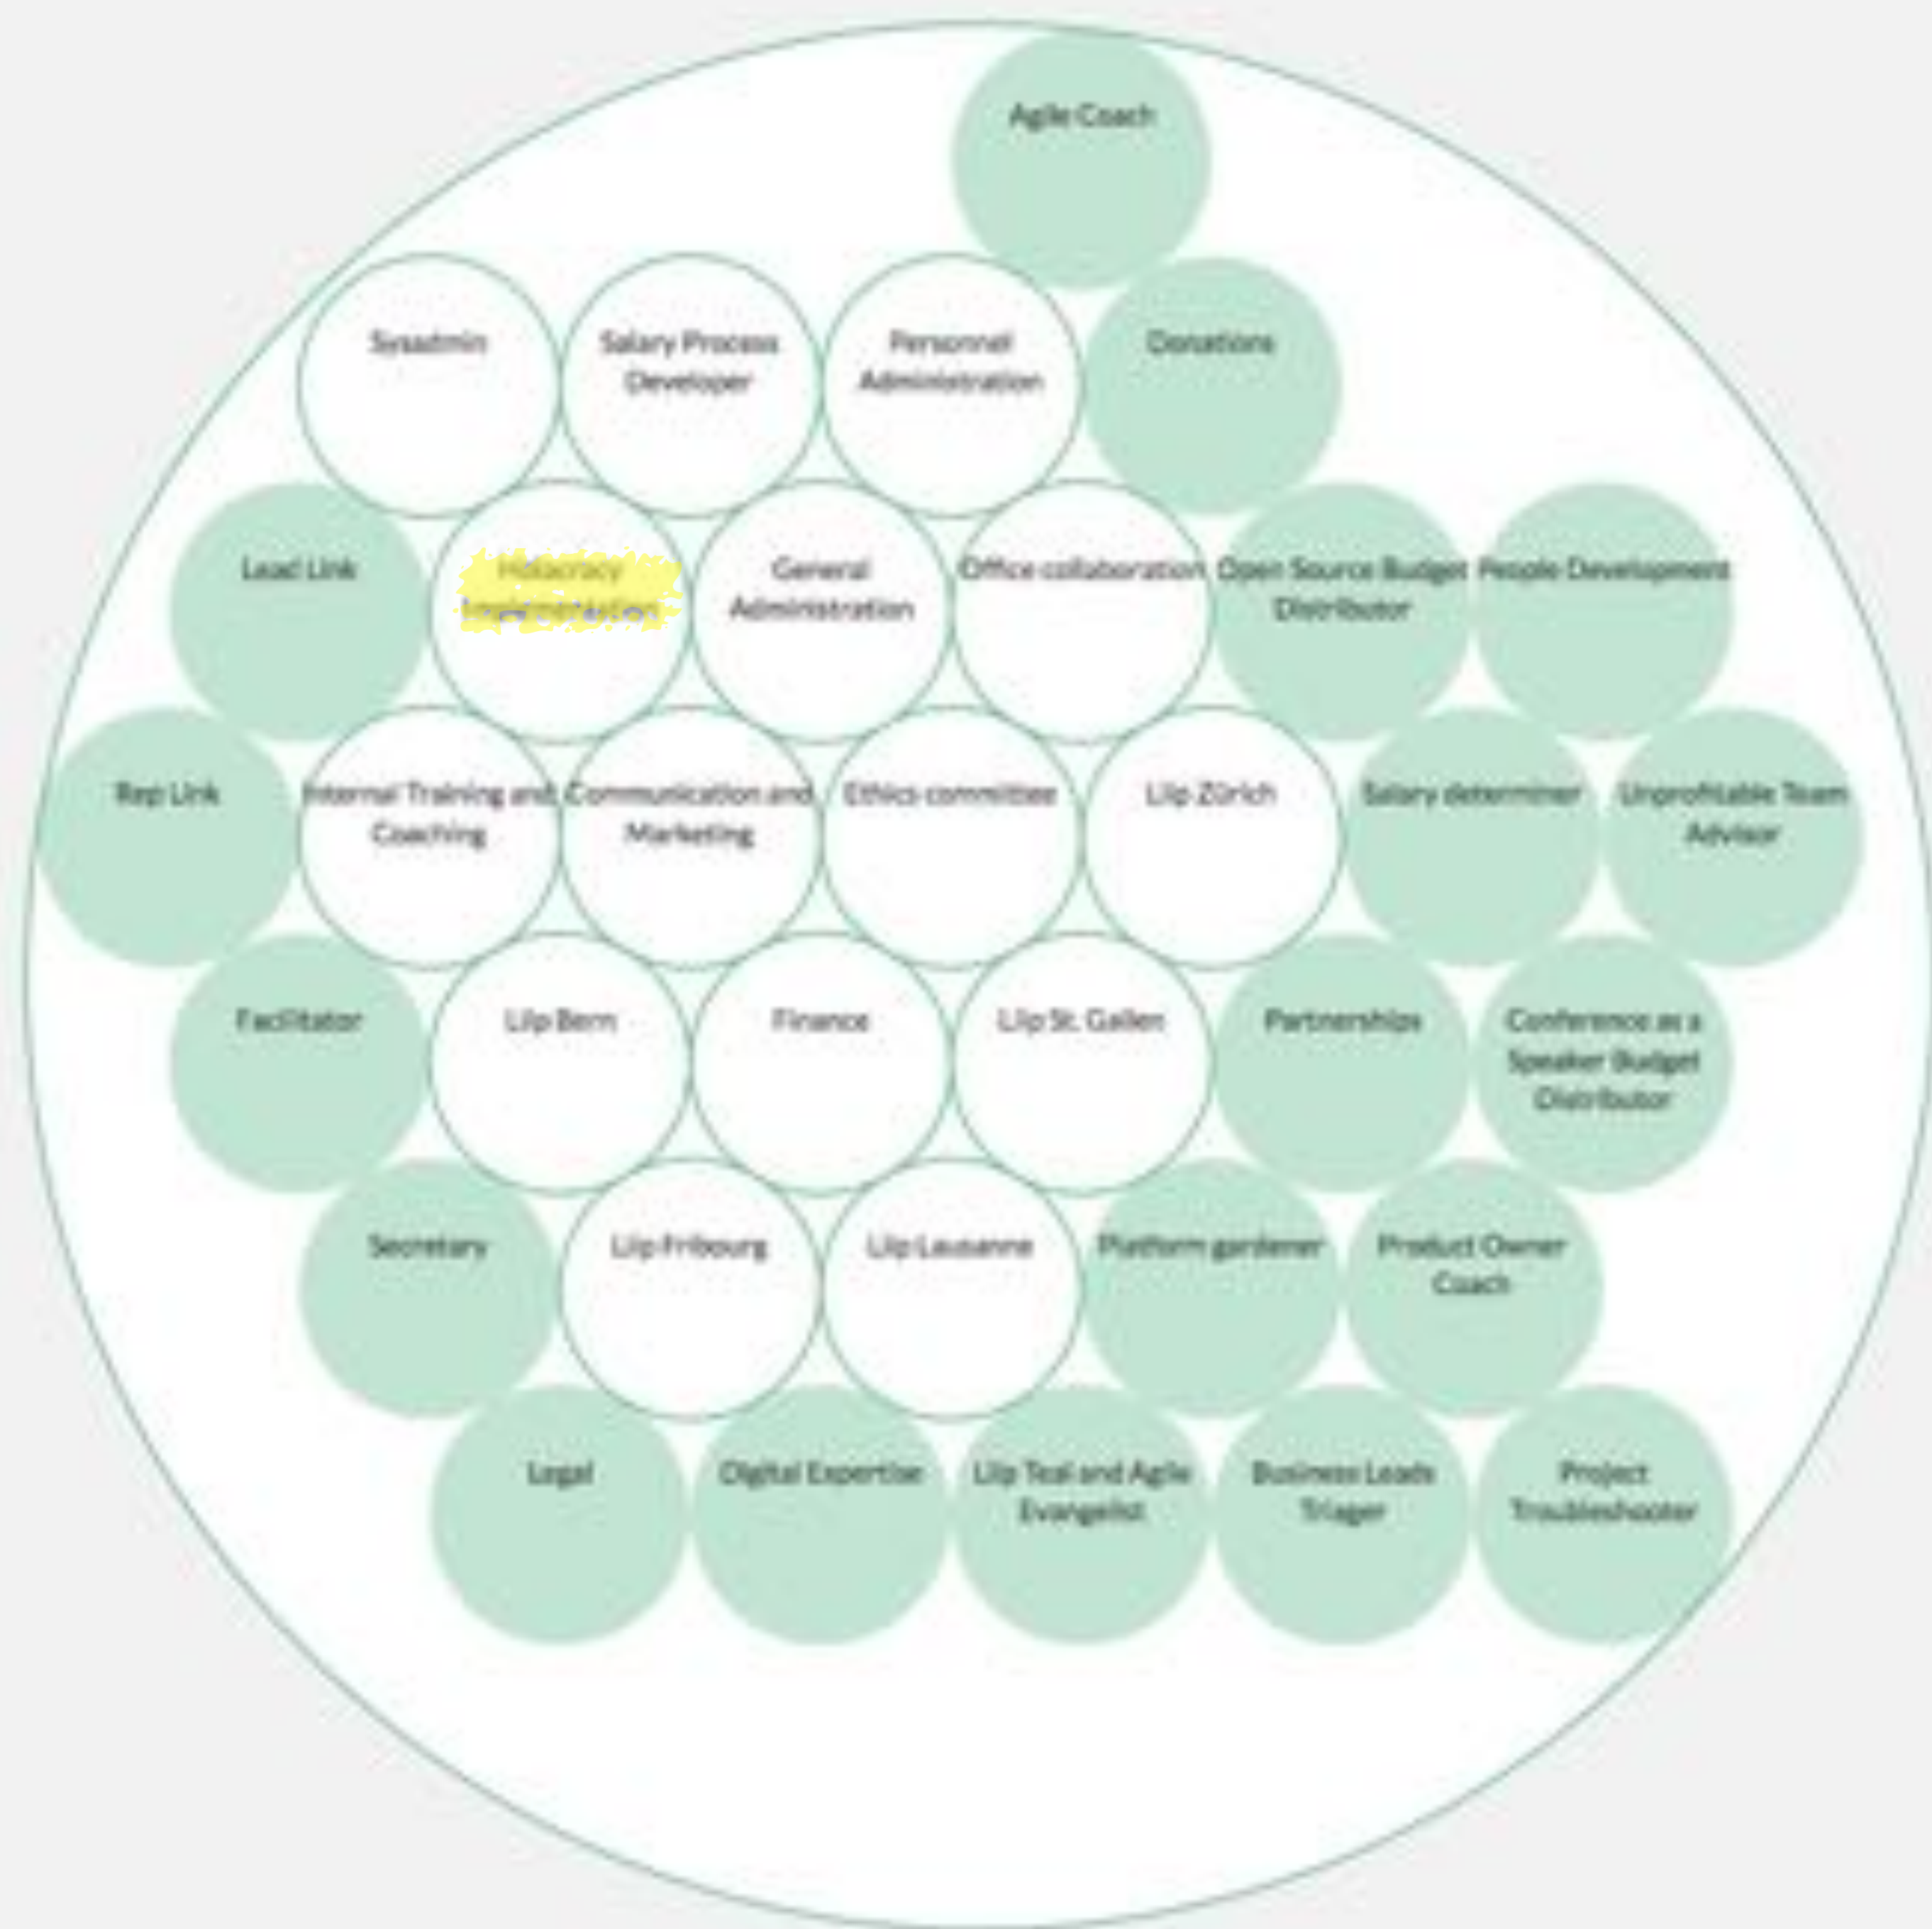 Agile Coach
Sysadmin
Salary Process
Developer
Personnel
Administration
Donations
Lead Link
Holacracy
Implementation
General
Administration
Office collaboration
Open Source Budget
Distributor
People Development
Rep Link
Internal Training and
Coaching
Communication and
Marketing
Ethics committee
Liip Zürich
Salary determiner
Unprofitable Team
Advisor
Facilitator
Liip Bern
Finance
Liip St. Gallen
Partnerships
Conference as a
Speaker Budget
Distributor
Secretary
Liip Fribourg
Liip Lausanne
Platform gardener
Product Owner
Coach
Legal
Digital Expertise
Liip Teal and Agile
Evangelist
Business Leads
Triager
Project
Troubleshooter